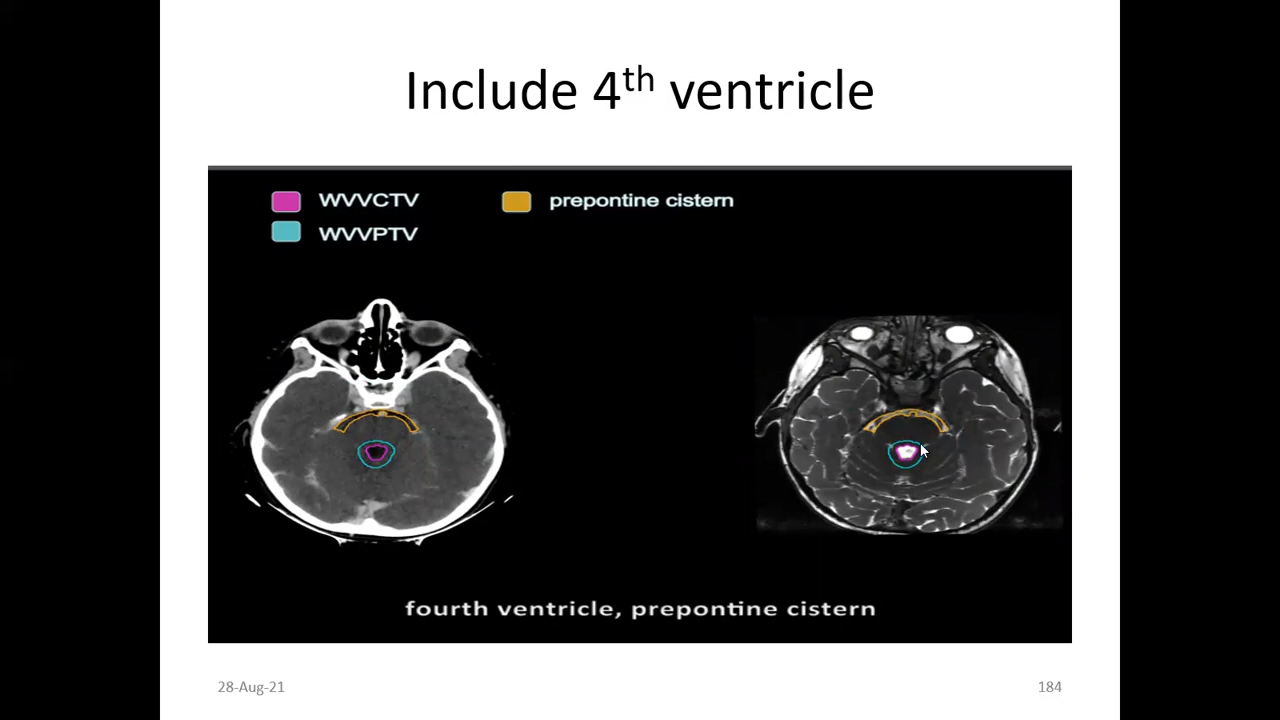 Include 4th ventricle
WVVCTV
prepontine cistern
WVVPTV
fourth ventricle, prepontine cistern
28-Aug-21
184